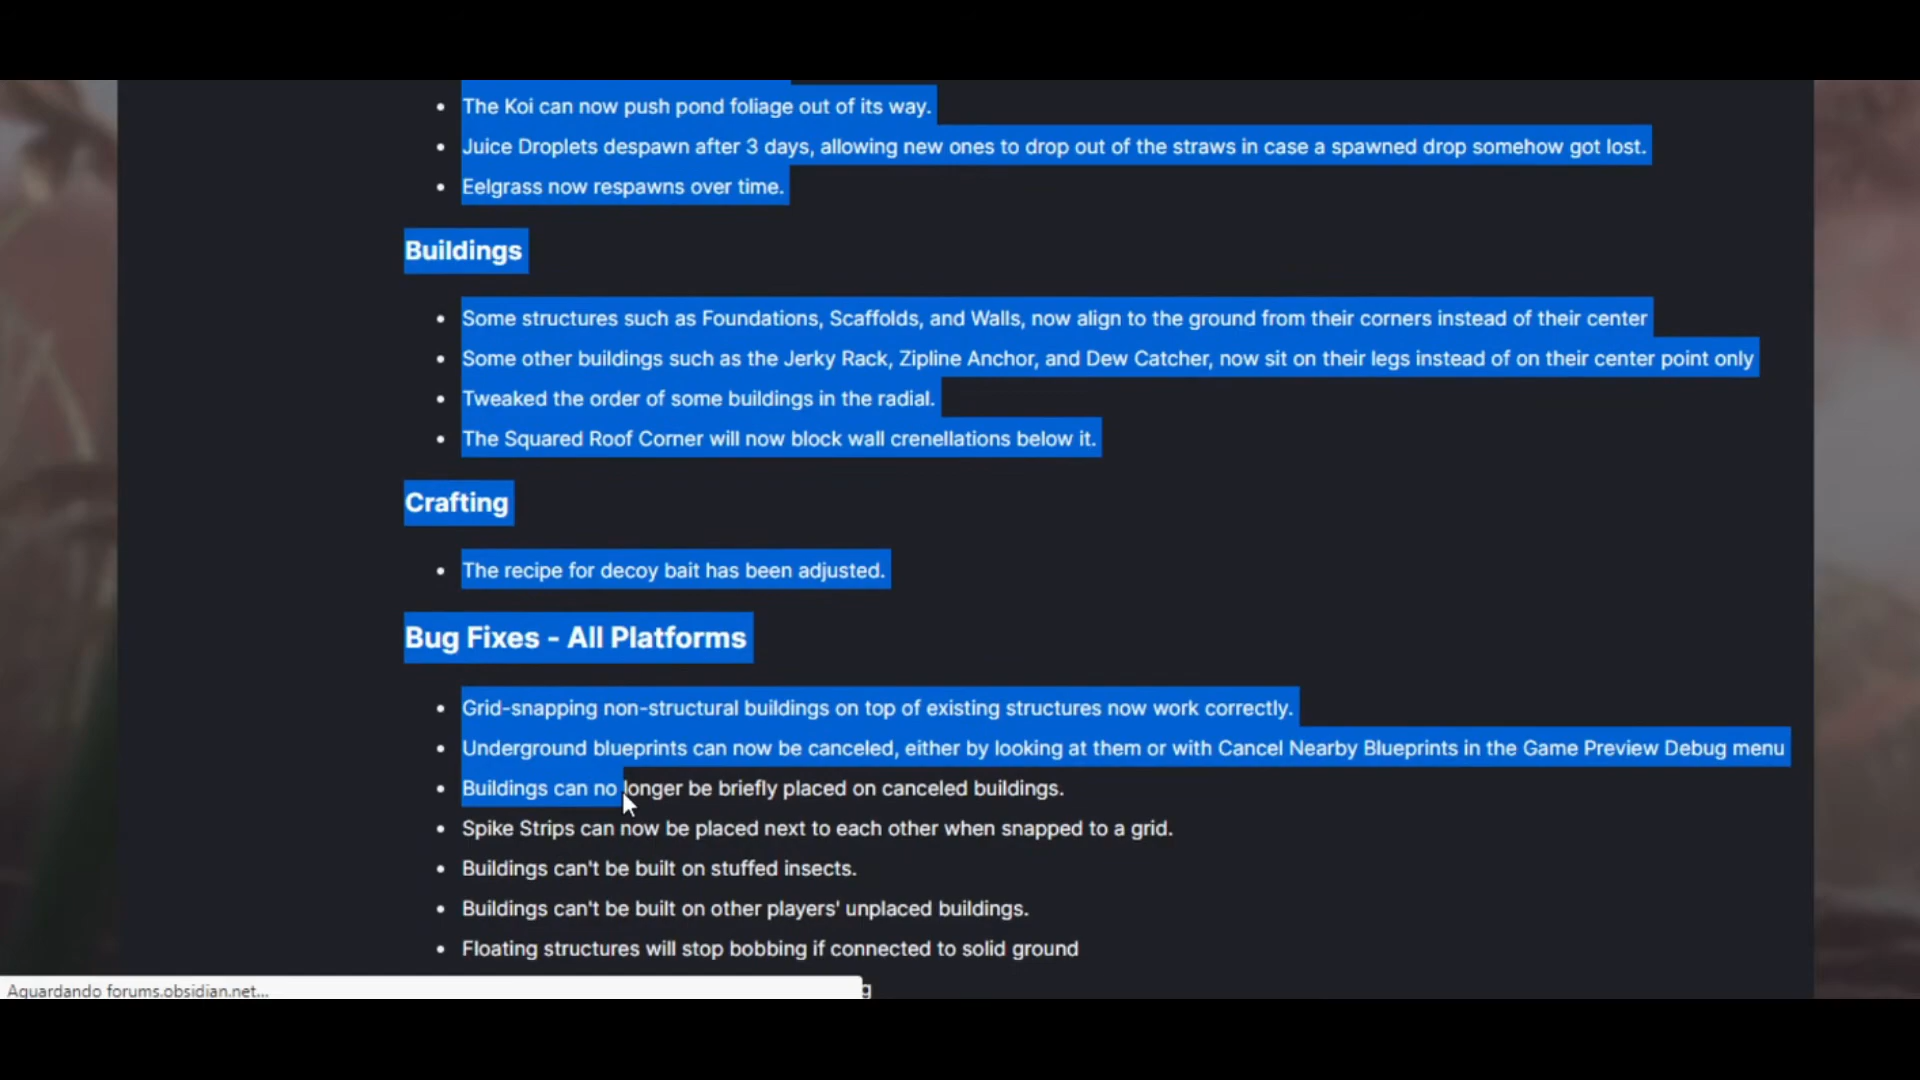 The Koi can now push pond foliage out of its way.
Juice Droplets despawn after 3 days, allowing new ones to drop out of the straws in case a spawned drop somehow got lost.
Eelgrass now respawns over time.
Buildings
Some structures such as Foundations, Scaffolds, and Walls, now align to the ground from their corners instead of their center
Some other buildings such as the Jerky Rack, Zipline Anchor, and Dew Catcher, now sit on their legs instead of on their center point only
Tweaked the order of some buildings in the radial.
The Squared Roof Corner will now block wall crenellations below it.
Crafting
The recipe for decoy bait has been adjusted.
Bug Fixes - All Platforms
Grid-snapping non-structural buildings on top of existing structures now work correctly.
Underground blueprints can now be canceled, either by looking at them or with Cancel Nearby Blueprints in the Game Preview Debug menu
Buildings can no longer be briefly placed on canceled buildings.
Spike Strips can now be placed next to each other when snapped to a grid.
Buildings can't be built on stuffed insects.
Buildings can't be built on other players' unplaced buildings.
Floating structures will stop bobbing if connected to solid ground
Aguardando forums.obsidian.net...